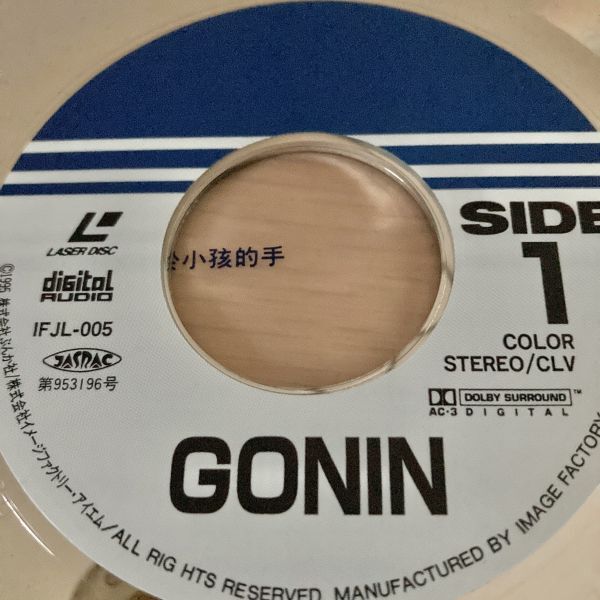 SIDE
1
LASER DISC
digital
AUDIO
IFJL-005
JASRAC
第953196号
小孩的手
COLOR
STEREO/CLV
DOLBY SURROUND™
AC-3 DIGITAL
GONIN
©1995 株式会社ぶんか社/株式会社イメージファクトリー・アイエム/ALL RIG HTS RESERVED. MANUFACTURED BY IMAGE FACTORY